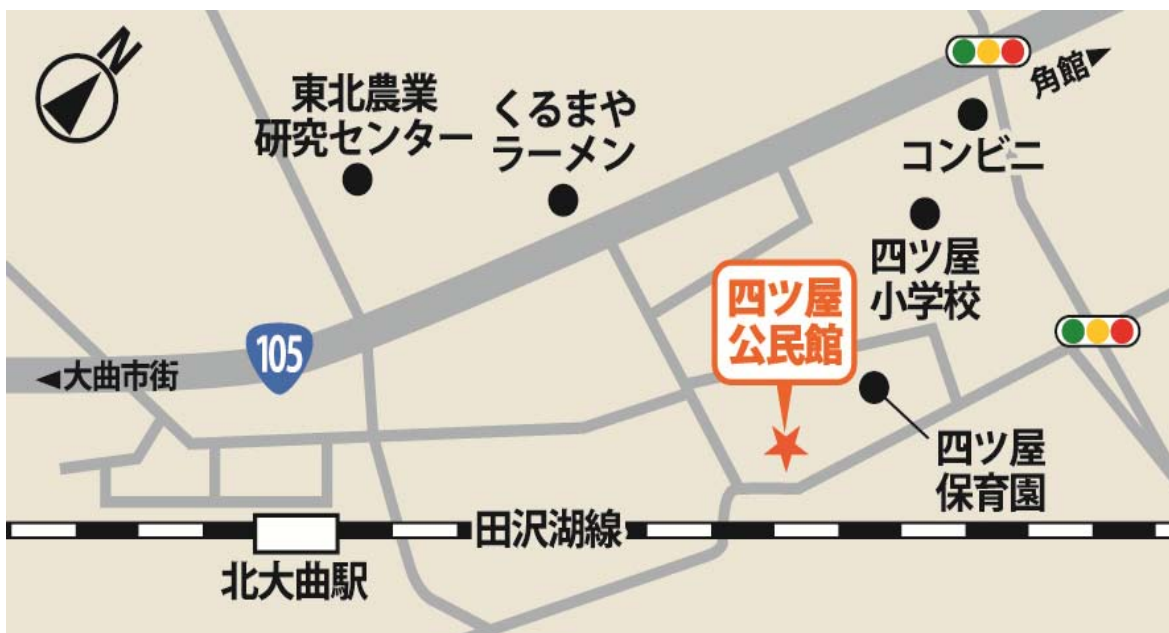 N
東北農業
研究センター
くるまや
ラーメン
角館▶
コンビニ
四ツ屋
小学校
四ツ屋
公民館
105
◀大曲市街
四ツ屋
保育園
田沢湖線
北大曲駅